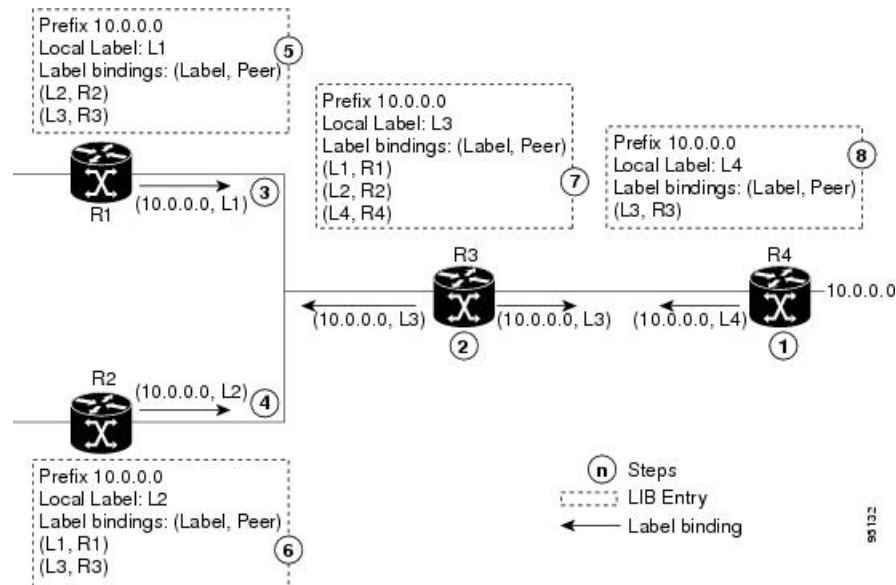 Prefix 10.0.0.0
Local Label: L1
Label bindings: (Label, Peer)
(L2, R2)
(L3, R3)
5
R1
(10.0.0.0, L1)
3
Prefix 10.0.0.0
Local Label: L3
Label bindings: (Label, Peer)
(L1, R1)
(L2, R2)
(L4, R4)
7
Prefix 10.0.0.0
Local Label: L4
Label bindings: (Label, Peer)
(L3, R3)
8
R3
(10.0.0.0, L3)
(10.0.0.0, L3)
2
R4
10.0.0.0
(10.0.0.0, L4)
1
R2
(10.0.0.0, L2)
4
Prefix 10.0.0.0
Local Label: L2
Label bindings: (Label, Peer)
(L1, R1)
(L3, R3)
6
n Steps
LIB Entry
Label binding
95132